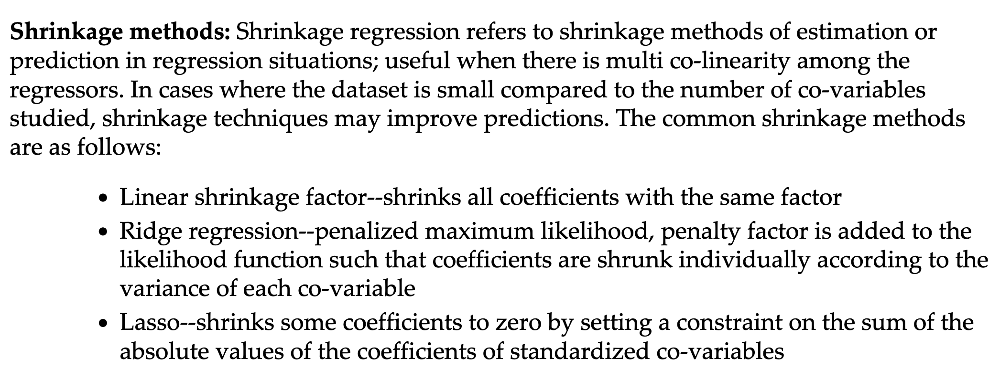 Shrinkage methods: Shrinkage regression refers to shrinkage methods of estimation or
prediction in regression situations; useful when there is multi co-linearity among the
regressors. In cases where the dataset is small compared to the number of co-variables
studied, shrinkage techniques may improve predictions. The common shrinkage methods
are as follows:
• Linear shrinkage factor--shrinks all coefficients with the same factor
• Ridge regression--penalized maximum likelihood, penalty factor is added to the
likelihood function such that coefficients are shrunk individually according to the
variance of each co-variable
• Lasso--shrinks some coefficients to zero by setting a constraint on the sum of the
absolute values of the coefficients of standardized co-variables